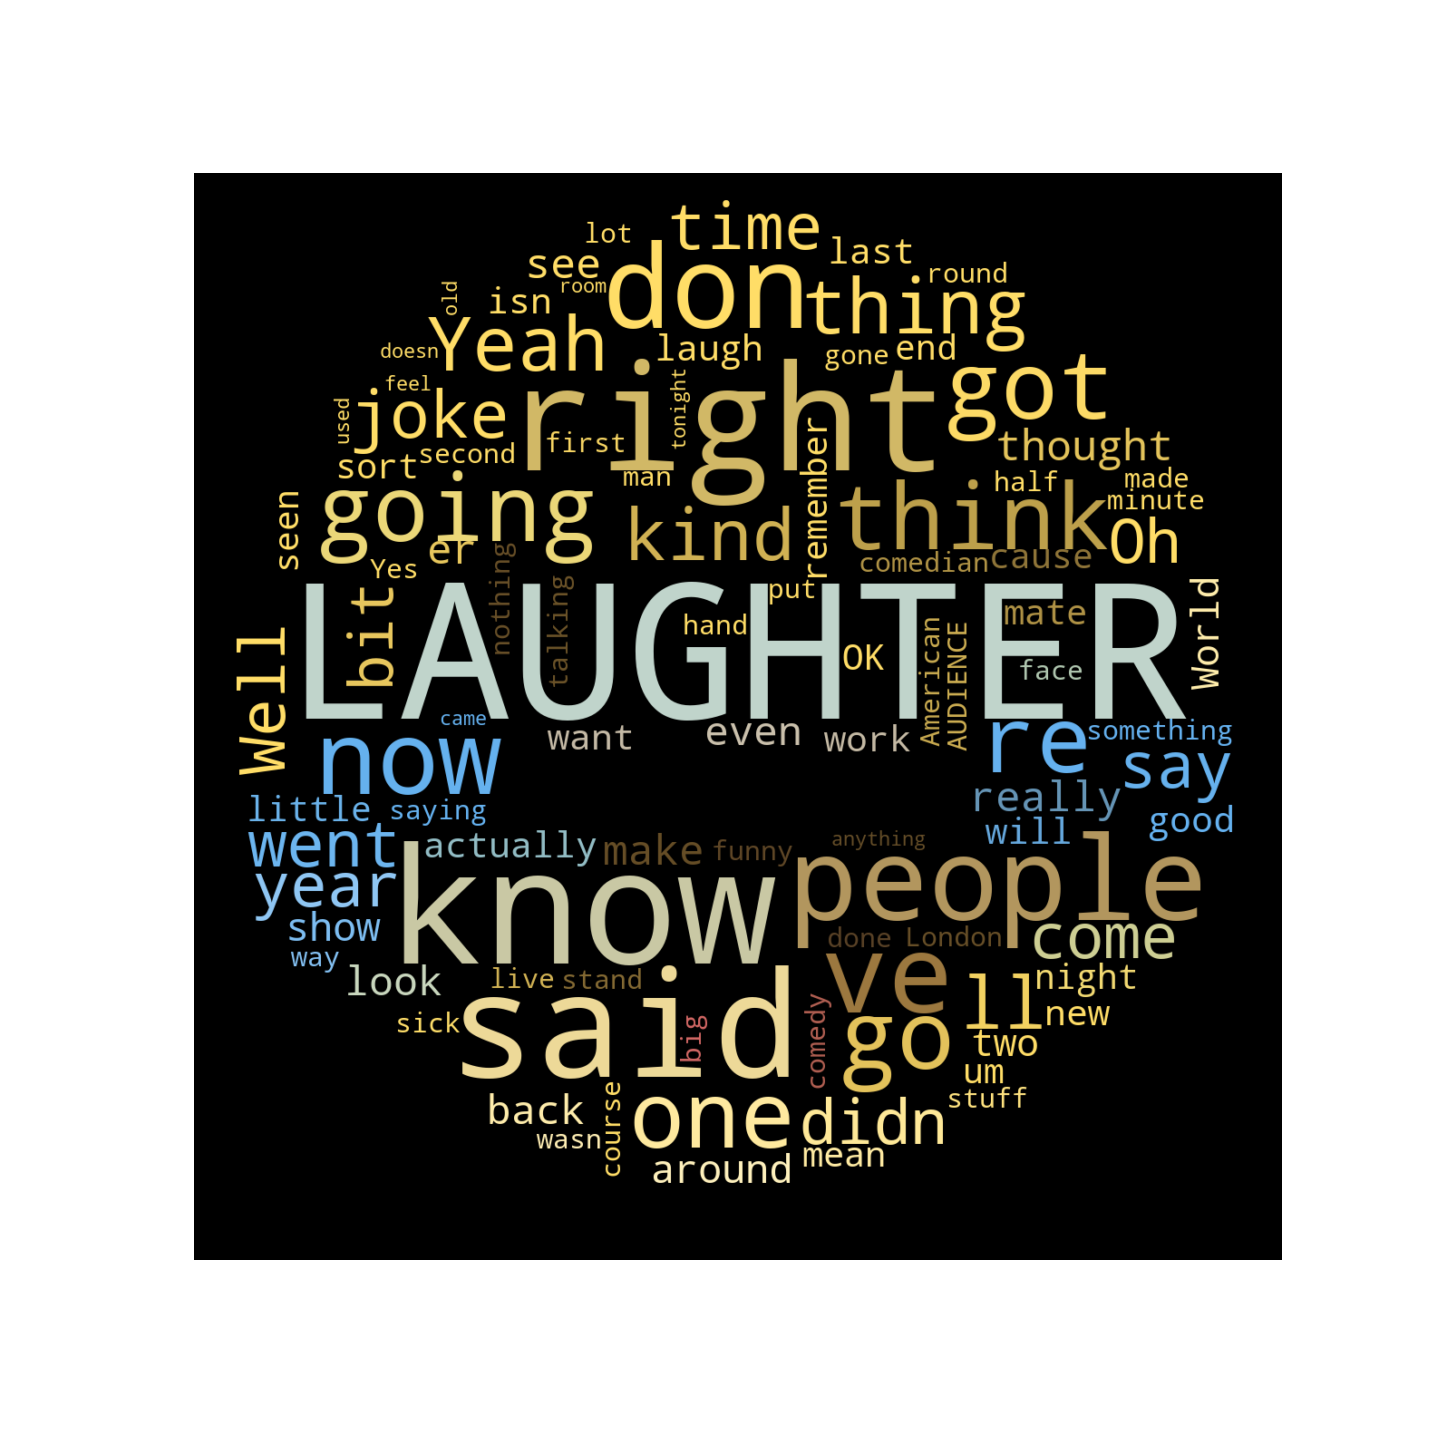 time
lot
last
see
don
round
room
thing
old
isn
Yeah
laugh
gone
end
doesn
right
got
feel
tonight
used
joke
first
thought
second
remember
sort
man
half
made
minute
going
seen
kind
think
Oh
er
nothing
comedian
cause
Yes
talking
put
LAUGHTER
World
bit
hand
mate
Well
OK
American
AUDIENCE
face
came
now
want
even
work
re
something
say
little
saying
really
will
good
went
actually
make
funny
anything
know
people
year
show
done
London
come
way
look
live
stand
ve
night
sick
said
big
comedy
go
ll
new
two
um
back
course
one
didn
stuff
wasn
around
mean